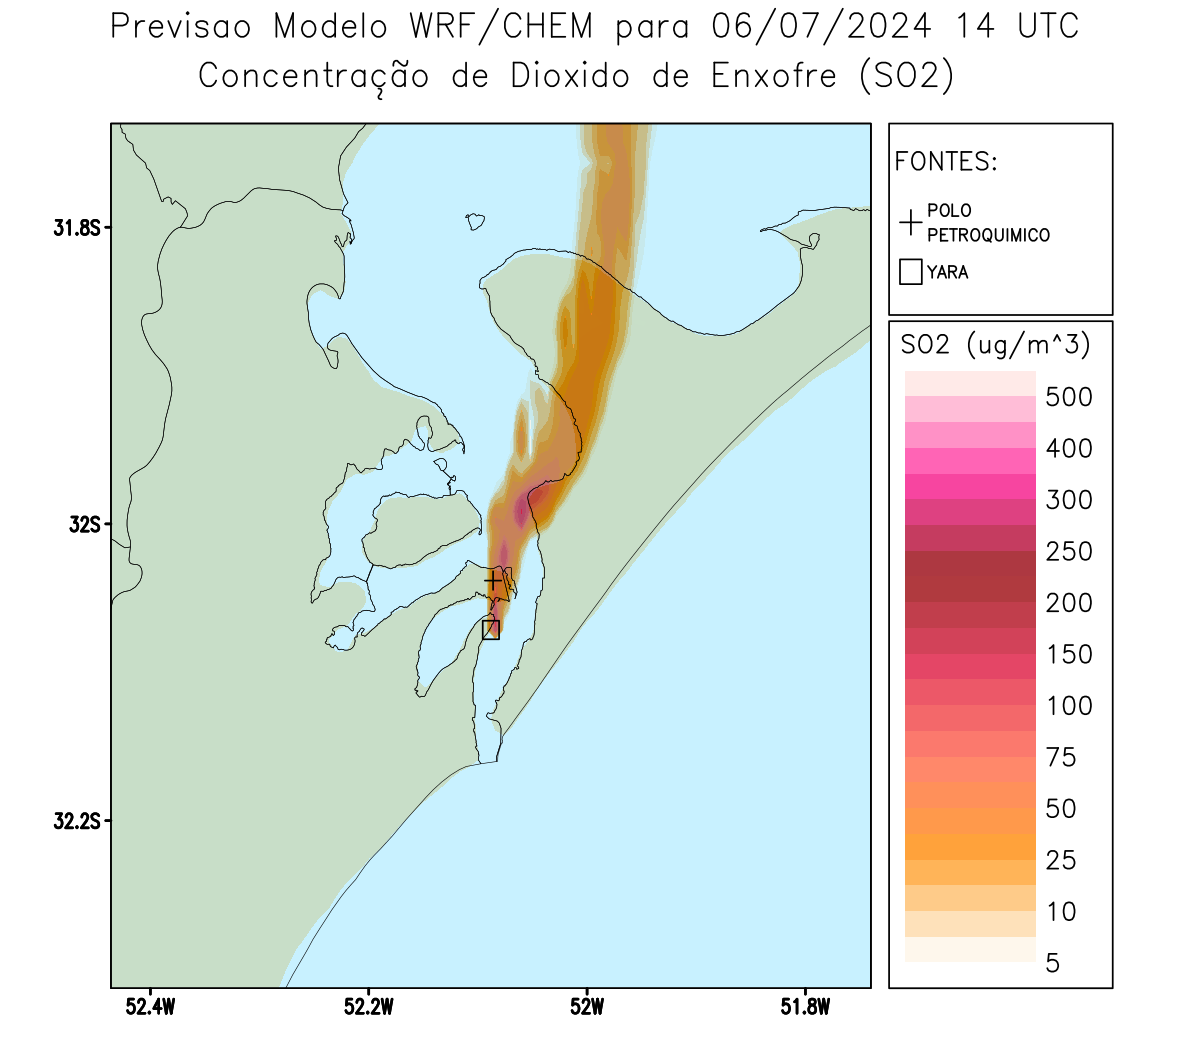 Previsao Modelo WRF/CHEM para 06/07/2024 14 UTC
Concentração de Dioxido de Enxofre (SO2)
FONTES:
POLO
PETROQUIMICO
YARA
SO2 (ug/m^3)
500
400
300
250
200
150
100
75
50
25
10
5
31.8S
32S
32.2S
52.4W
52.2W
52W
51.8W